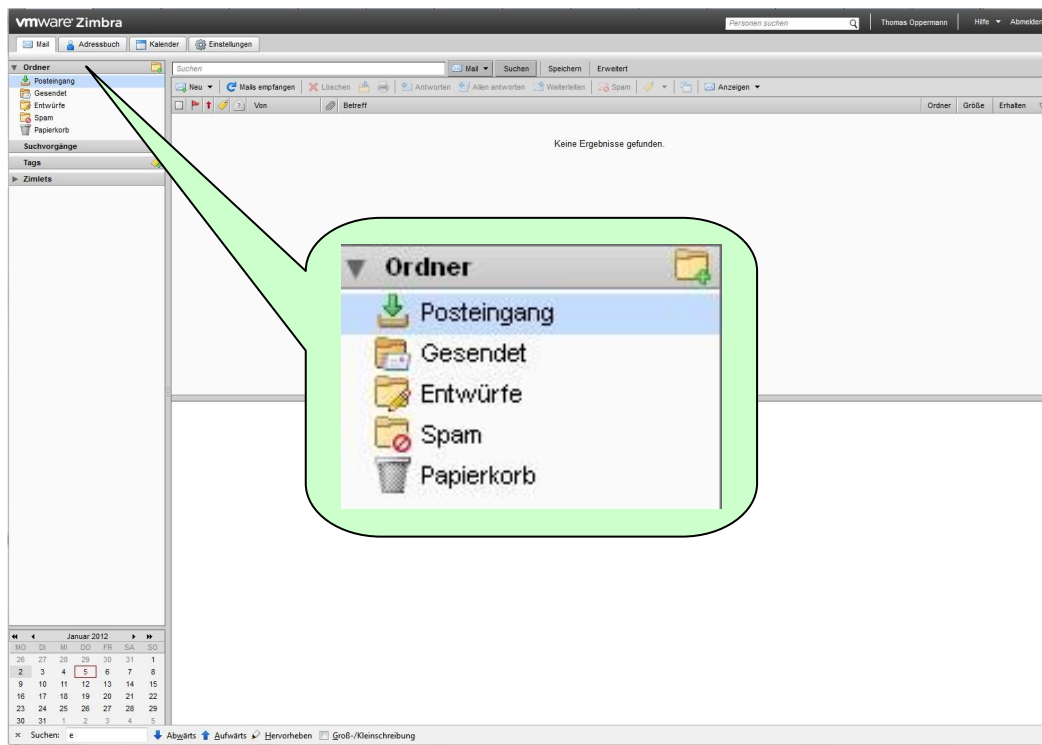 vmware Zimbra
Personen suchen
Thomas Oppermann
Hilfe
Abmelden
Mail
Adressbuch
Kalender
Einstellungen
Ordner
Posteingang
Gesendet
Entwürfe
Spam
Papierkorb
Suchvorgänge
Tags
Zimlets
Suchen
Mail
Suchen
Speichern
Erweitert
Neu
Mails empfangen
Löschen
Antworten
Allen antworten
Weiterleiten
Spam
Anzeigen
Von
Betreff
Ordner
Größe
Erhalten
Keine Ergebnisse gefunden.
Ordner
Posteingang
Gesendet
Entwürfe
Spam
Papierkorb
Januar 2012
MO DI MI DO FR SA SO
26 27 28 29 30 31 1
2 3 4 5 6 7 8
9 10 11 12 13 14 15
16 17 18 19 20 21 22
23 24 25 26 27 28 29
30 31 1 2 3 4 5
× Suchen: e Abwärts Aufwärts Hervorheben Groß-/Kleinschreibung